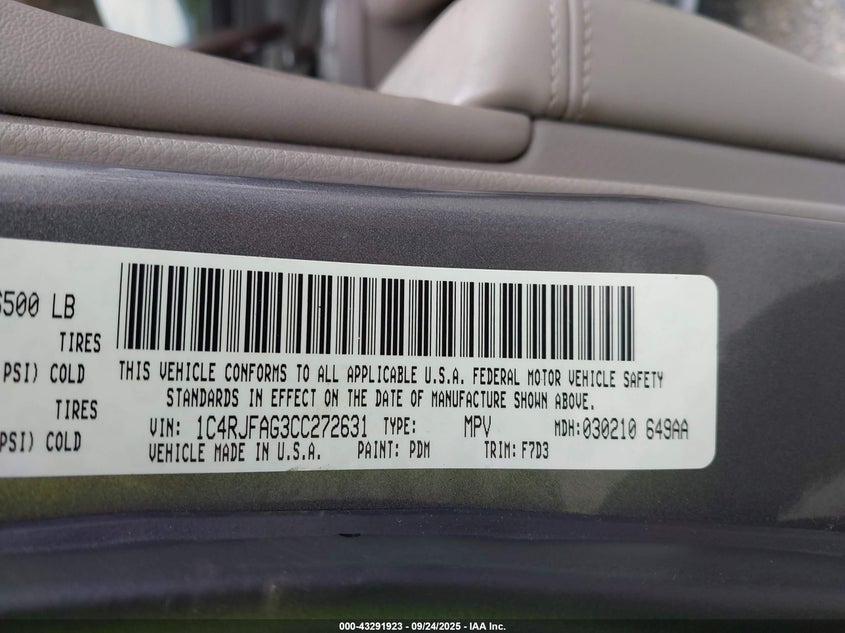 6500 LB
TIRES
PSI) COLD
TIRES
PSI) COLD
THIS VEHICLE CONFORMS TO ALL APPLICABLE U.S.A. FEDERAL MOTOR VEHICLE SAFETY
STANDARDS IN EFFECT ON THE DATE OF MANUFACTURE SHOWN ABOVE.
VIN: 1C4RJFAG3CC272631 TYPE: MPV MDH:030210 649AA
VEHICLE MADE IN U.S.A. PAINT: PDM TRIM: F7D3
000-43291923 - 09/24/2025 - IAA Inc.